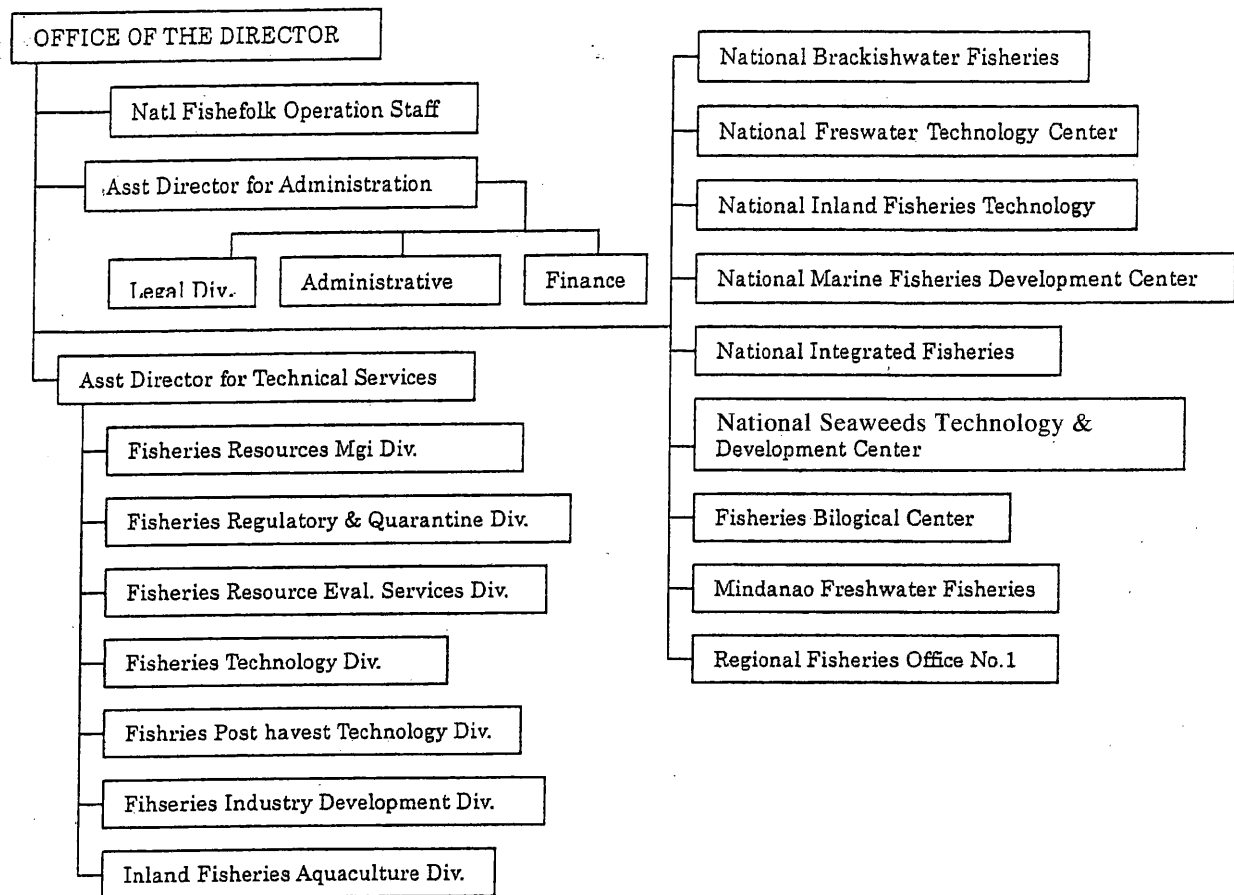 OFFICE OF THE DIRECTOR
Natl Fishefolk Operation Staff
Asst Director for Administration
Legal Div.
Administrative
Finance
Asst Director for Technical Services
Fisheries Resources Mgi Div.
Fisheries Regulatory & Quarantine Div.
Fisheries Resource Eval. Services Div.
Fisheries Technology Div.
Fishries Post havest Technology Div.
Fihseries Industry Development Div.
Inland Fisheries Aquaculture Div.
National Brackishwater Fisheries
National Freswater Technology Center
National Inland Fisheries Technology
National Marine Fisheries Development Center
National Integrated Fisheries
National Seaweeds Technology &
Development Center
Fisheries Bilogical Center
Mindanao Freshwater Fisheries
Regional Fisheries Office No.1